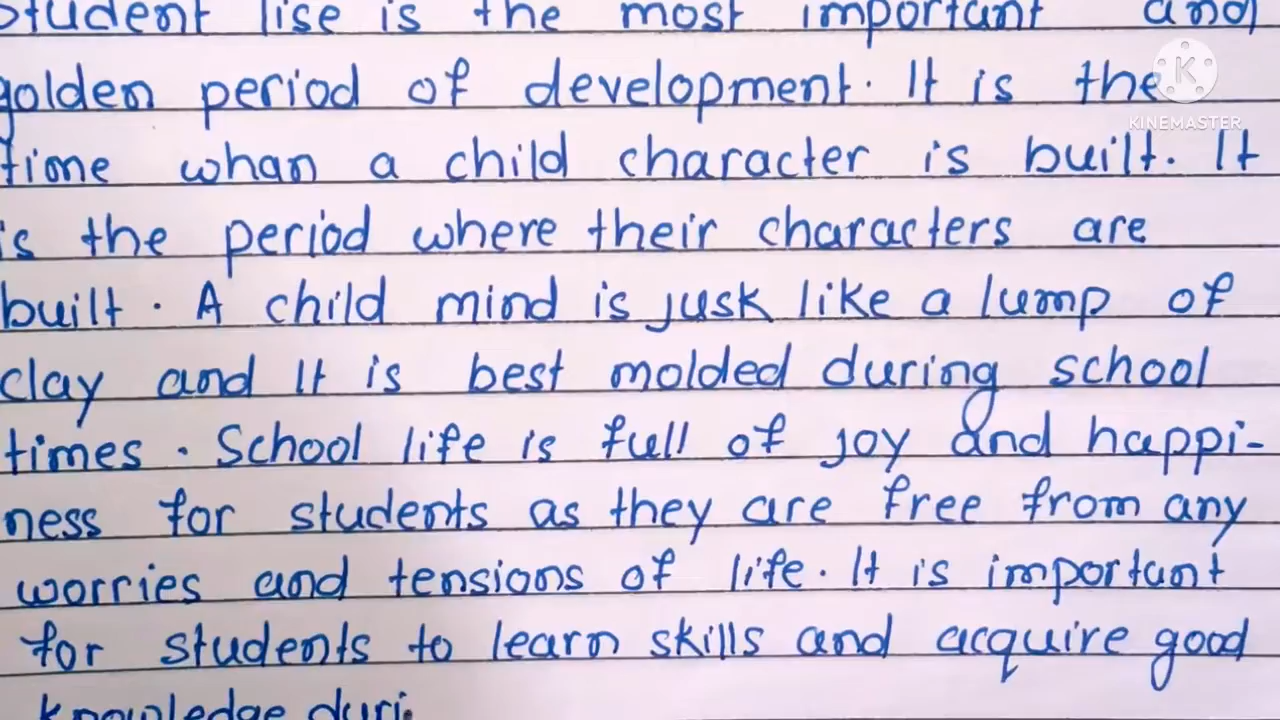 Student lise is the most important and
golden period of development. It is the
time whan a child character is built. It
is the period where their characters are
built. A child mind is jusk like a lump of
clay and It is best molded during school
times. School life is full of joy and happi-
ness for students as they are free from any
worries and tensions of life. It is important
for students to learn skills and acquire good
knowledge duri
K
KINEMASTER